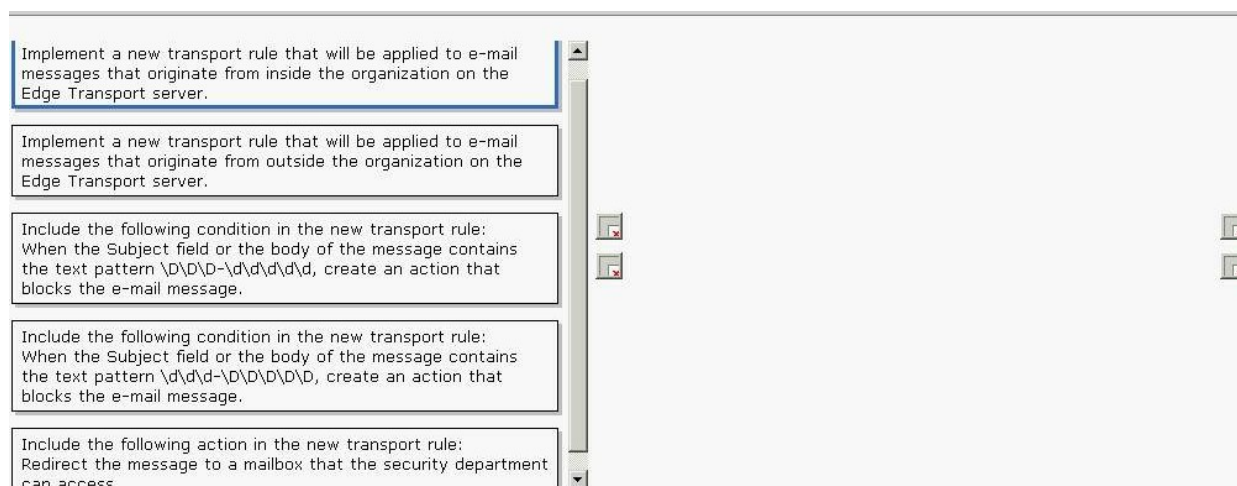 Implement a new transport rule that will be applied to e-mail
messages that originate from inside the organization on the
Edge Transport server.
Implement a new transport rule that will be applied to e-mail
messages that originate from outside the organization on the
Edge Transport server.
Include the following condition in the new transport rule:
When the Subject field or the body of the message contains
the text pattern \D\D\D-\d\d\d\d\d, create an action that
blocks the e-mail message.
Include the following condition in the new transport rule:
When the Subject field or the body of the message contains
the text pattern \d\d\d-\D\D\D\D\D, create an action that
blocks the e-mail message.
Include the following action in the new transport rule:
Redirect the message to a mailbox that the security department
can access.